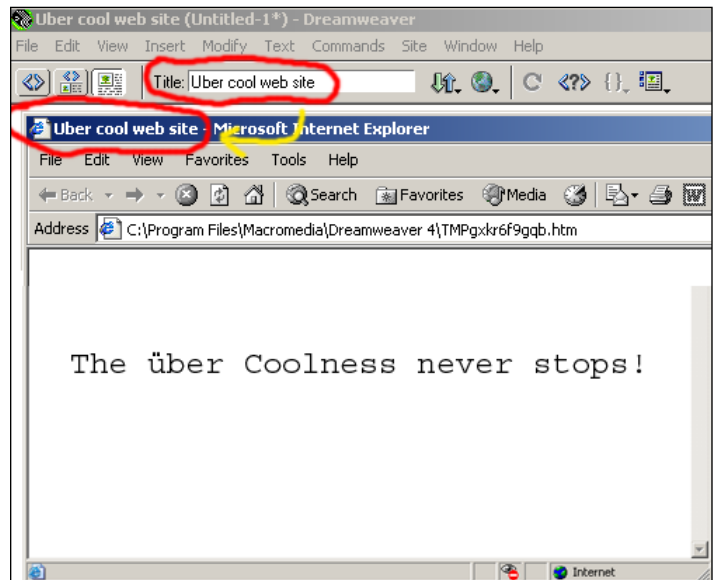 Uber cool web site (Untitled-1*) - Dreamweaver
File Edit View Insert Modify Text Commands Site Window Help
Title: Uber cool web site
Uber cool web site - Microsoft Internet Explorer
File Edit View Favorites Tools Help
Back Search Favorites Media
Address C:\Program Files\Macromedia\Dreamweaver 4\TMPgxkr6f9gqb.htm
The über Coolness never stops!
Internet